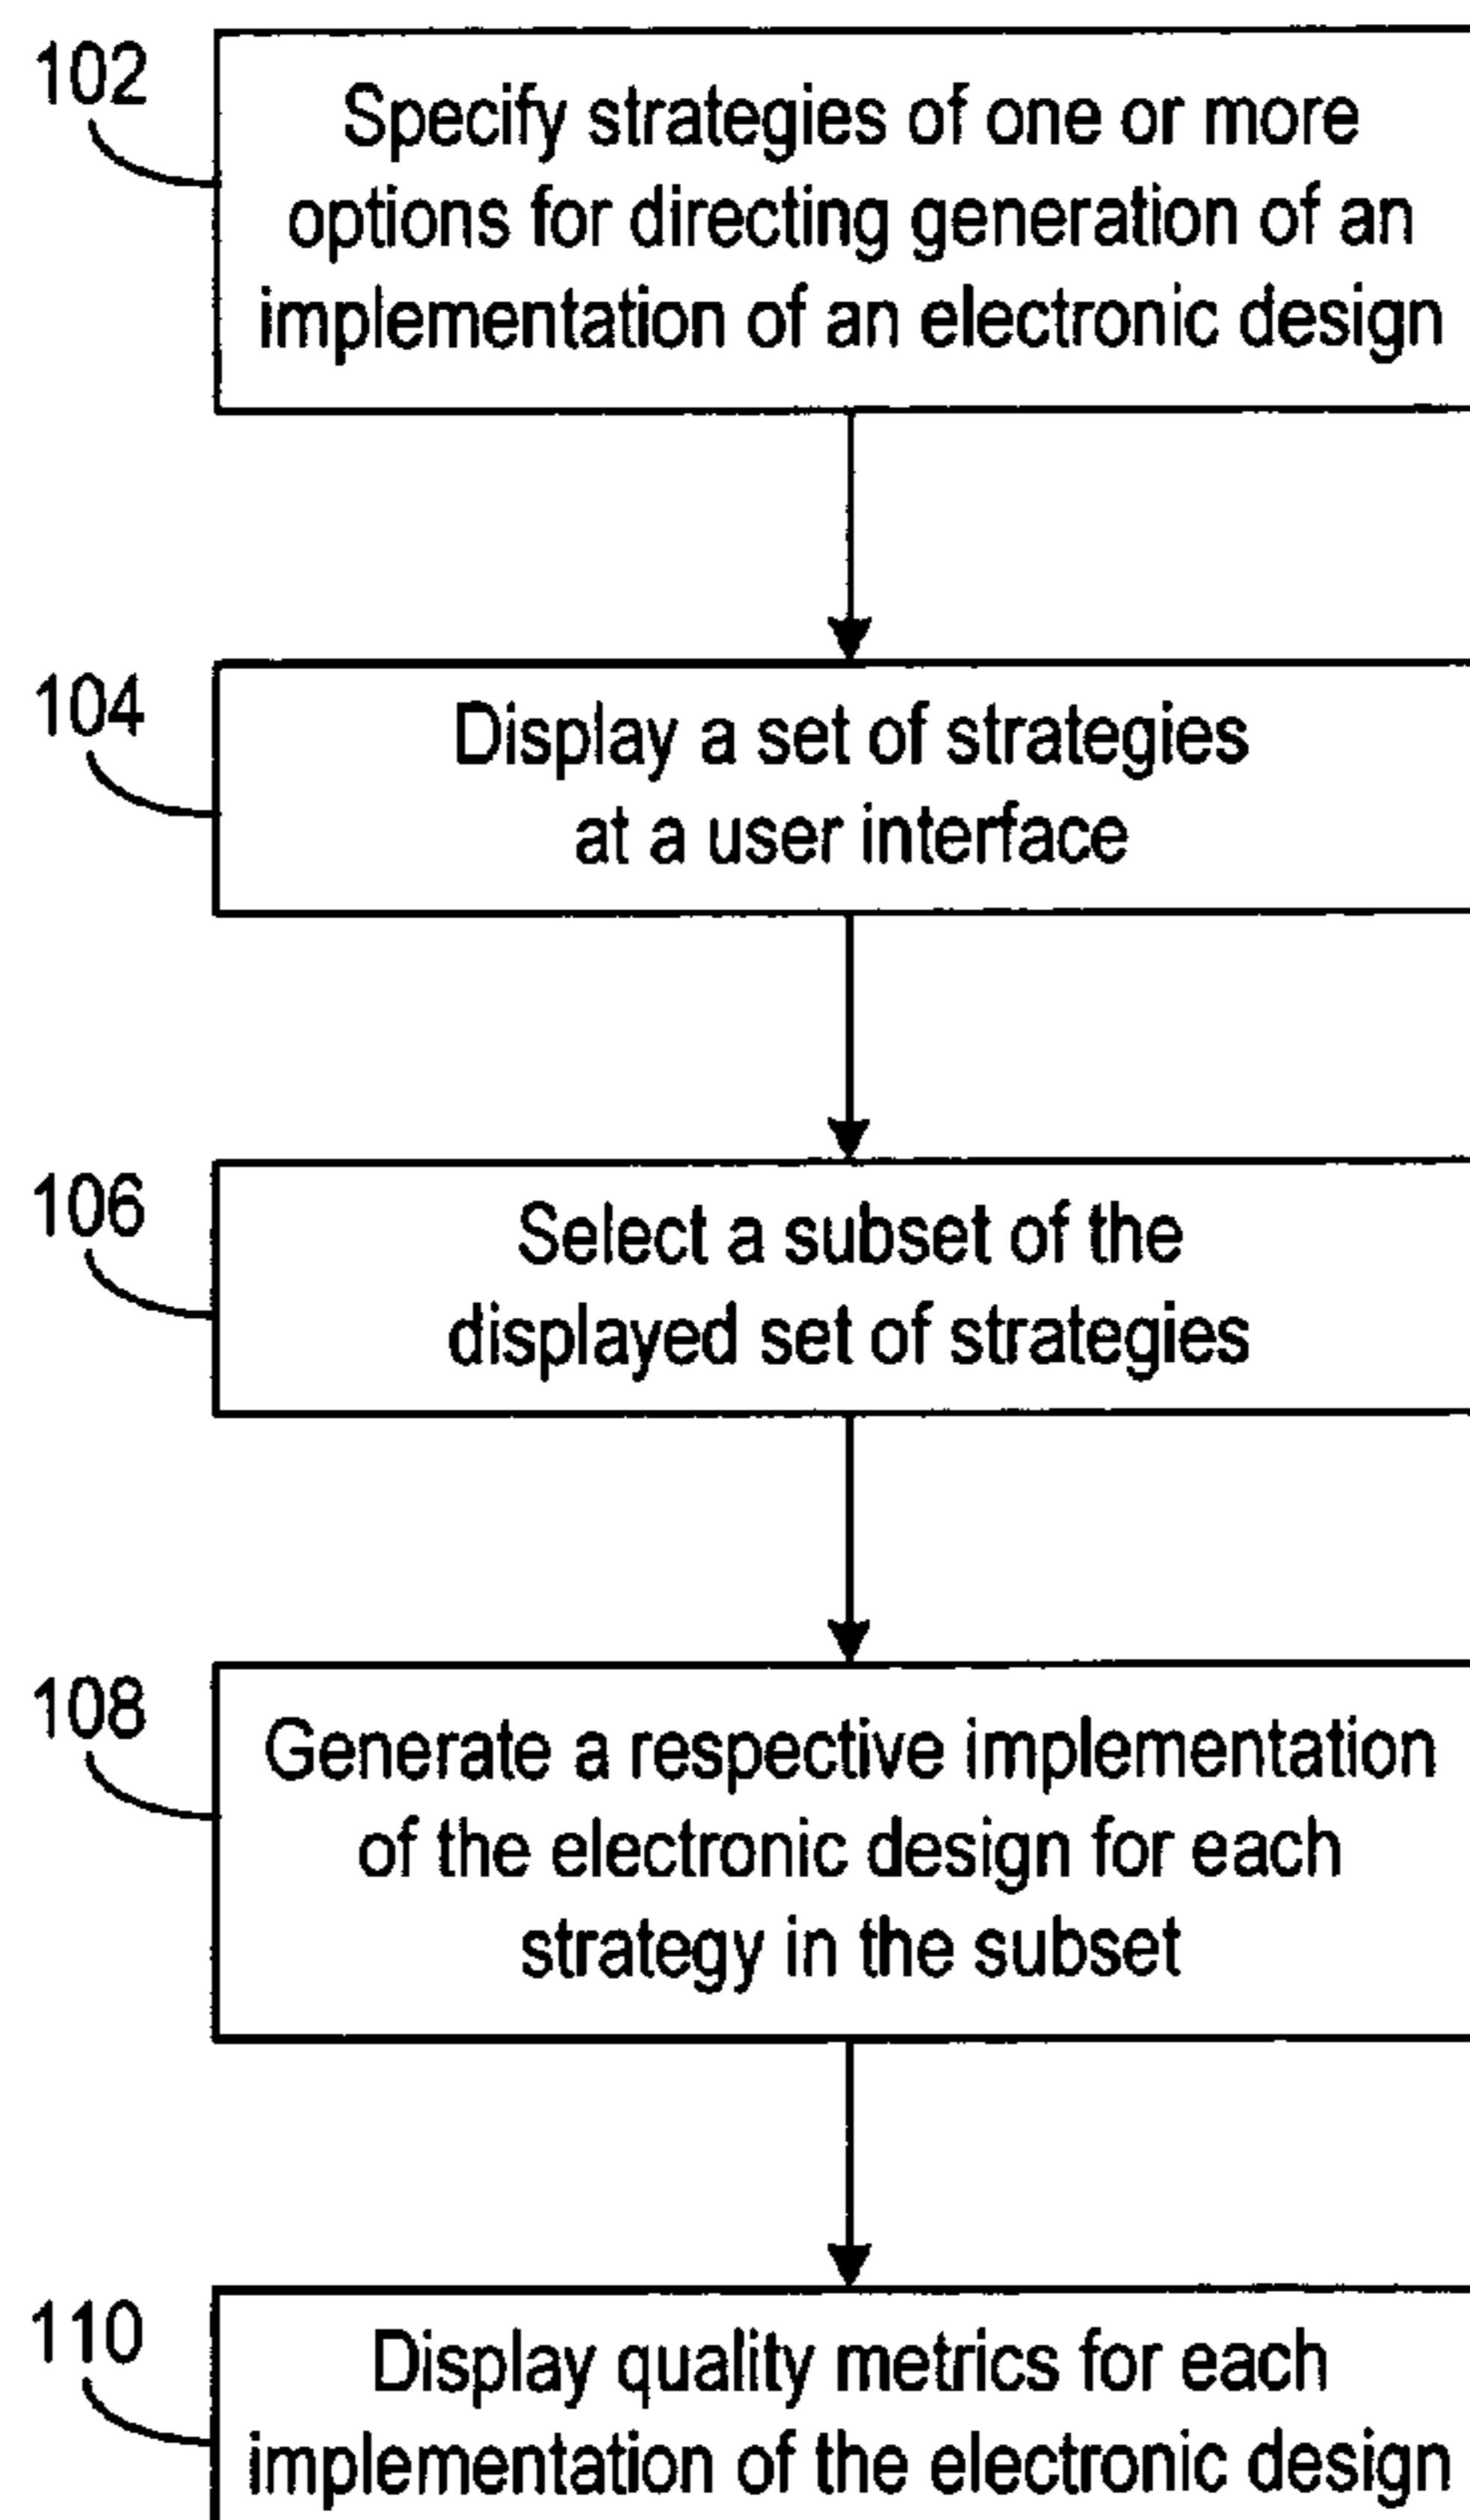 102
Specify strategies of one or more
options for directing generation of an
implementation of an electronic design
104
Display a set of strategies
at a user interface
106
Select a subset of the
displayed set of strategies
108
Generate a respective implementation
of the electronic design for each
strategy in the subset
110
Display quality metrics for each
implementation of the electronic design